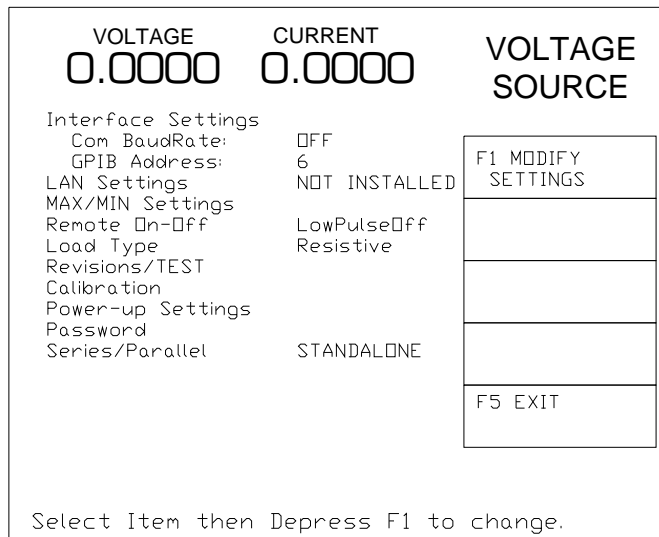 VOLTAGE CURRENT
0.0000 0.0000
VOLTAGE
SOURCE
Interface Settings
Com BaudRate: OFF
GPIB Address: 6
LAN Settings NOT INSTALLED
MAX/MIN Settings
Remote On-Off LowPulseOff
Load Type Resistive
Revisions/TEST
Calibration
Power-up Settings
Password
Series/Parallel STANDALONE
F1 MODIFY
SETTINGS
F5 EXIT
Select Item then Depress F1 to change.